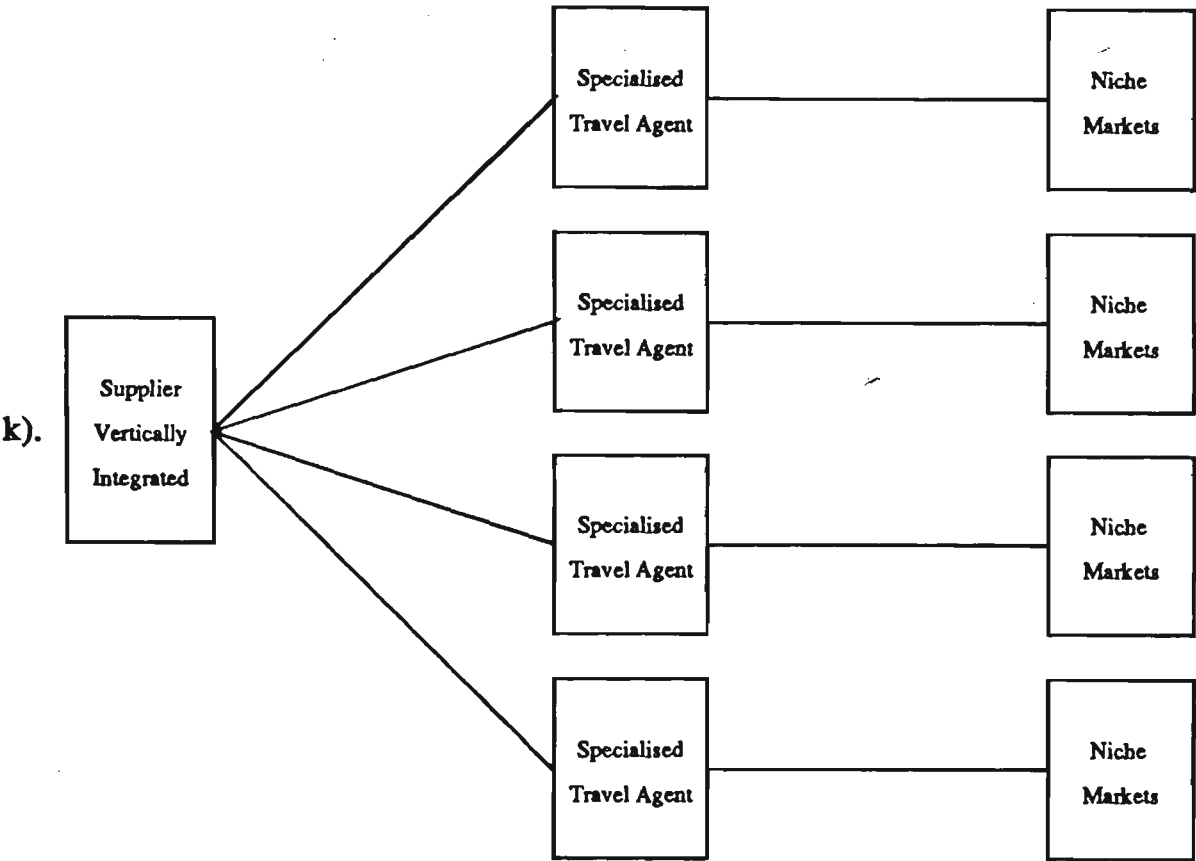 Specialised
Travel Agent
Niche
Markets
Specialised
Travel Agent
Niche
Markets
k).
Supplier
Vertically
Integrated
Specialised
Travel Agent
Niche
Markets
Specialised
Travel Agent
Niche
Markets